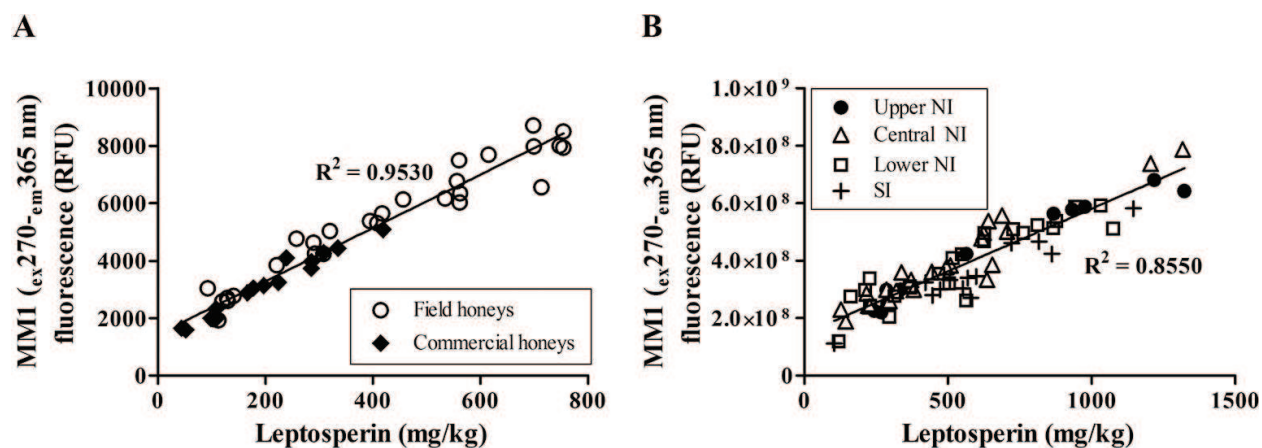 A
MM1 (ex270-em365 nm)
fluorescence (RFU)
10000
8000
6000
4000
2000
0
R² = 0.9530
Field honeys
Commercial honeys
0 200 400 600 800
Leptosperin (mg/kg)
B
MM1 (ex270-em365 nm)
fluorescence (RFU)
1.0×10⁹
8.0×10⁸
6.0×10⁸
4.0×10⁸
2.0×10⁸
0
Upper NI
Central NI
Lower NI
SI
R² = 0.8550
0 500 1000 1500
Leptosperin (mg/kg)